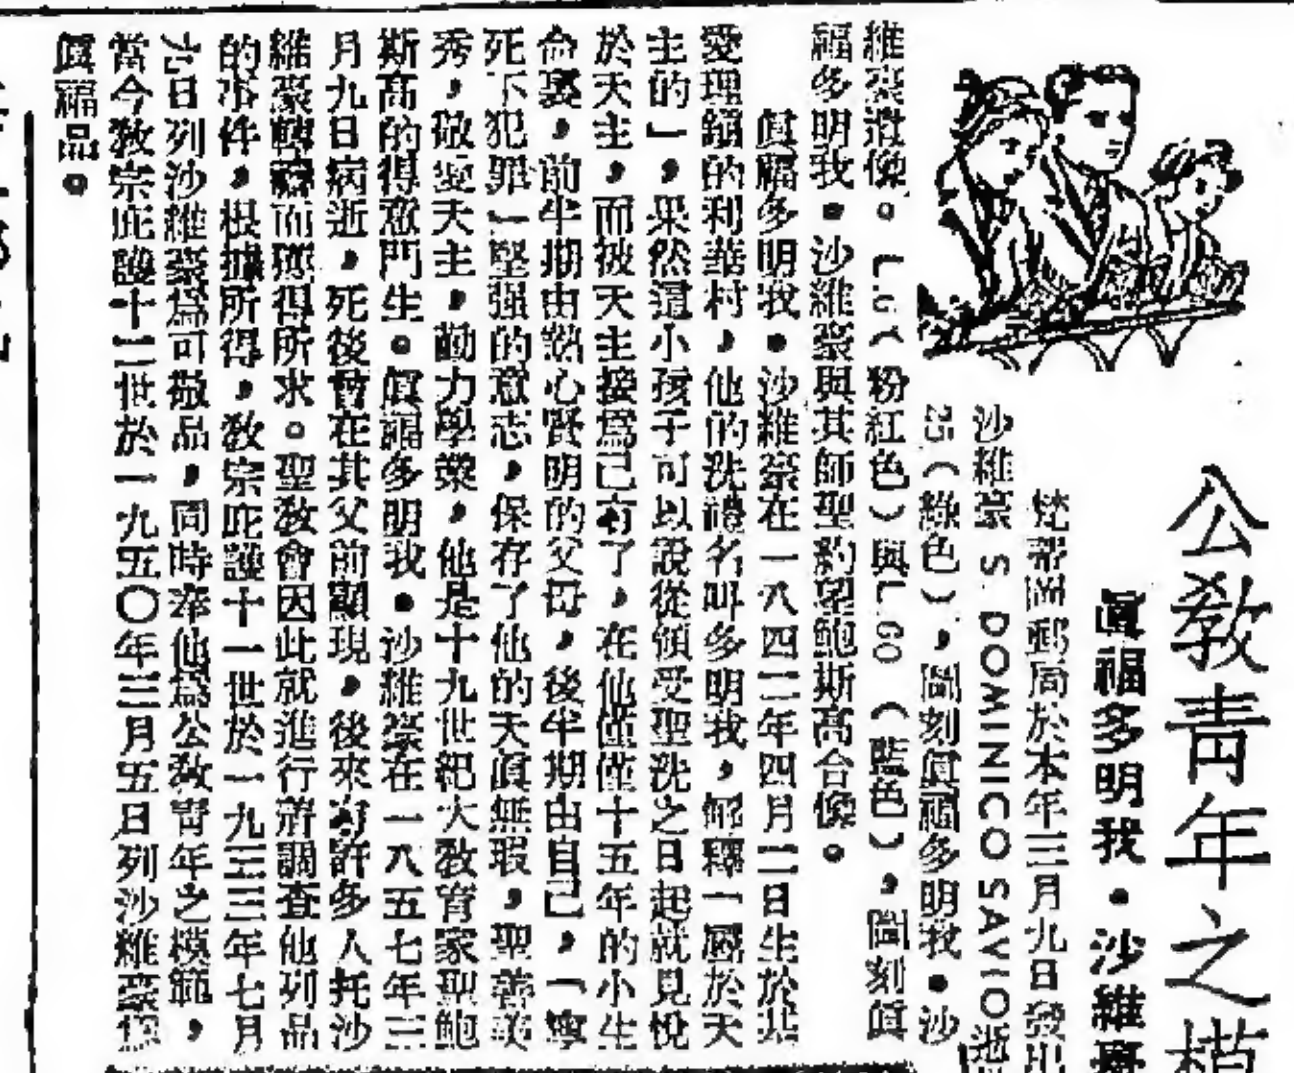 公教青年之模
眞福多明我・沙維豪
梵帝岡郵局於本年三月九日發出
沙維豪 S. DOMINICO SAVIO逝
25（綠色），圖刻眞福多明我・沙
維豪遺像。L.0（粉紅色）與L.60（藍色），圖刻眞
福多明我・沙維豪與其師聖約望鮑斯高合像。
眞福多明我・沙維豪在一八四二年四月二日生於基
愛理鎭的利華村，他的洗禮名叫多明我，解釋「屬於天
主的」，果然這小孩子可以說從領受聖洗之日起就見悅
於天主，而被天主接爲己有了，在他僅僅十五年的小生
命裏，前半期由熱心賢明的父母，後半期由自己，「寧
死下犯罪」堅强的意志，保存了他的天眞無瑕，聖善美
秀，敬愛天主，勤力學業，他是十九世紀大教育家聖鮑
斯高的得意門生。眞福多明我・沙維豪在一八五七年三
月九日病逝，死後曾在其父前顯現，後來有許多人托沙
維豪轉禱而獲得所求。聖教會因此就進行詳調查他列品
的事件，根據所得，教宗庇護十一世於一九三三年七月
九日列沙維豪爲可敬品，同時奉他爲公教靑年之模範，
當今教宗庇護十二世於一九五〇年三月五日列沙維豪爲
眞福品。